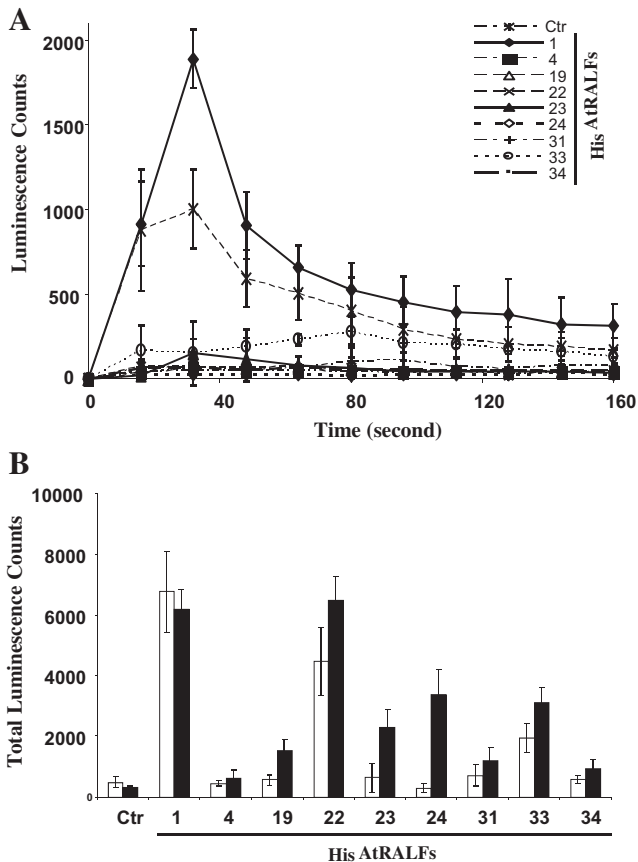 A
Luminescence Counts
2000
1500
1000
500
0
0 40 80 120 160
Time (second)
Ctr
1
4
19
22
23
24
31
33
34
His AtRALFs
B
Total Luminescence Counts
10000
8000
6000
4000
2000
0
Ctr 1 4 19 22 23 24 31 33 34
His AtRALFs